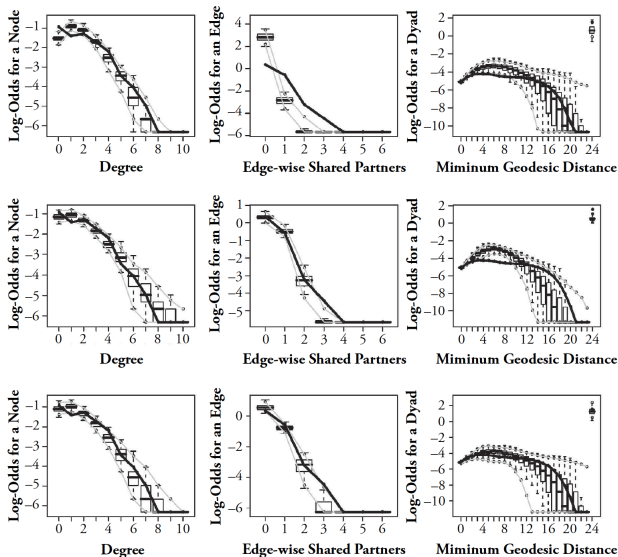 Log-Odds for a Node
−1
−2
−3
−4
−5
−6
0 2 4 6 8 10
Degree
Log-Odds for an Edge
4
2
0
−2
−4
−6
0 1 2 3 4 5 6
Edge-wise Shared Partners
Log-Odds for a Dyad
2
0
−2
−4
−6
−8
−10
0 4 8 12 16 20 24
Miminum Geodesic Distance
Log-Odds for a Node
−1
−2
−3
−4
−5
−6
0 2 4 6 8 10
Degree
Log-Odds for an Edge
1
0
−1
−2
−3
−5
0 1 2 3 4 5 6
Edge-wise Shared Partners
Log-Odds for a Dyad
2
0
−2
−4
−6
−8
−10
0 4 8 12 16 20 24
Miminum Geodesic Distance
Log-Odds for a Node
−1
−2
−3
−4
−5
−6
0 2 4 6 8 10
Degree
Log-Odds for an Edge
0
−2
−4
−6
0 1 2 3 4 5 6
Edge-wise Shared Partners
Log-Odds for a Dyad
2
0
−2
−4
−6
−8
−10
0 4 8 12 16 20 24
Miminum Geodesic Distance